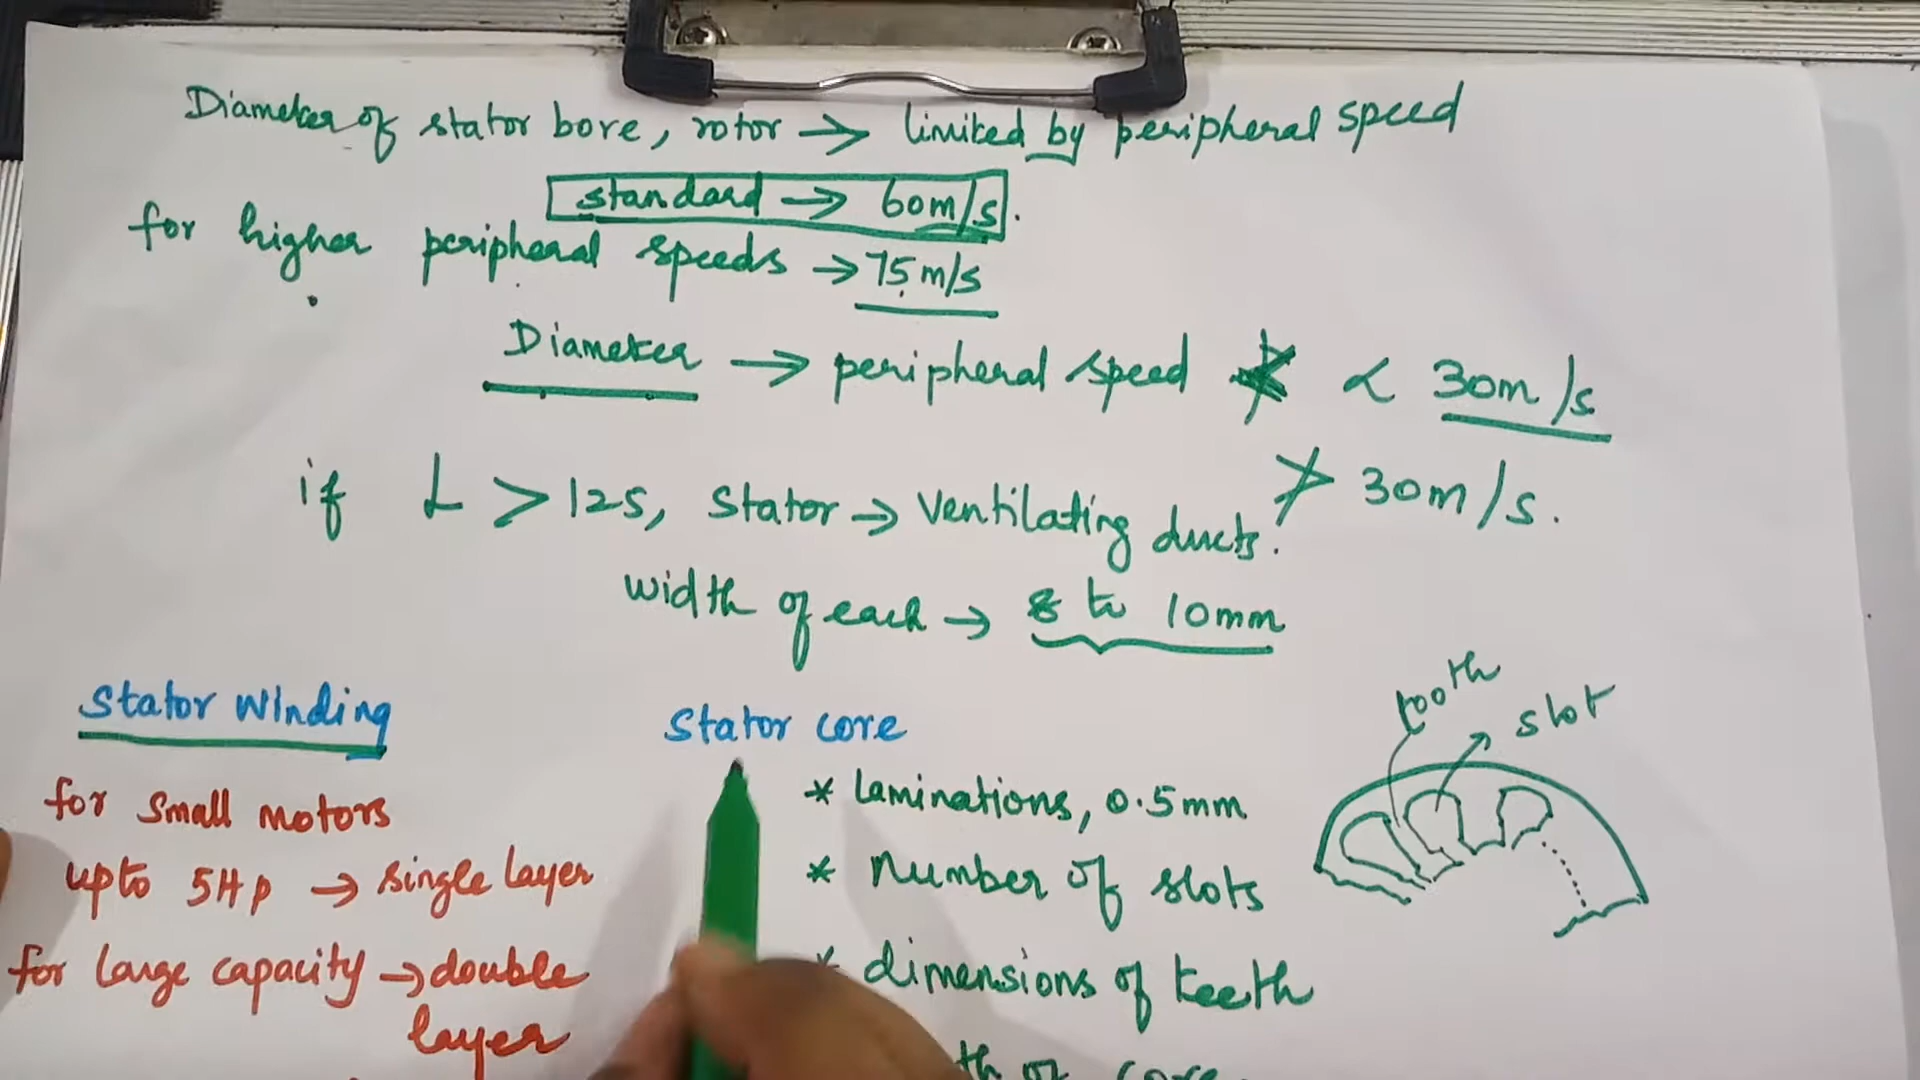 Diameter of stator bore, rotor → limited by peripheral speed
standard → 60m/s.
for higher peripheral speeds → 75m/s
Diameter → peripheral speed < 30m/s
≯ 30m/s.
if L > 125, stator → ventilating ducts.
width of each → 8 to 10mm
Stator Winding
for small motors
upto 5Hp → single layer
for large capacity → double
layer
Stator core
* laminations, 0.5mm
* Number of slots
* dimensions of teeth
core
tooth
slot